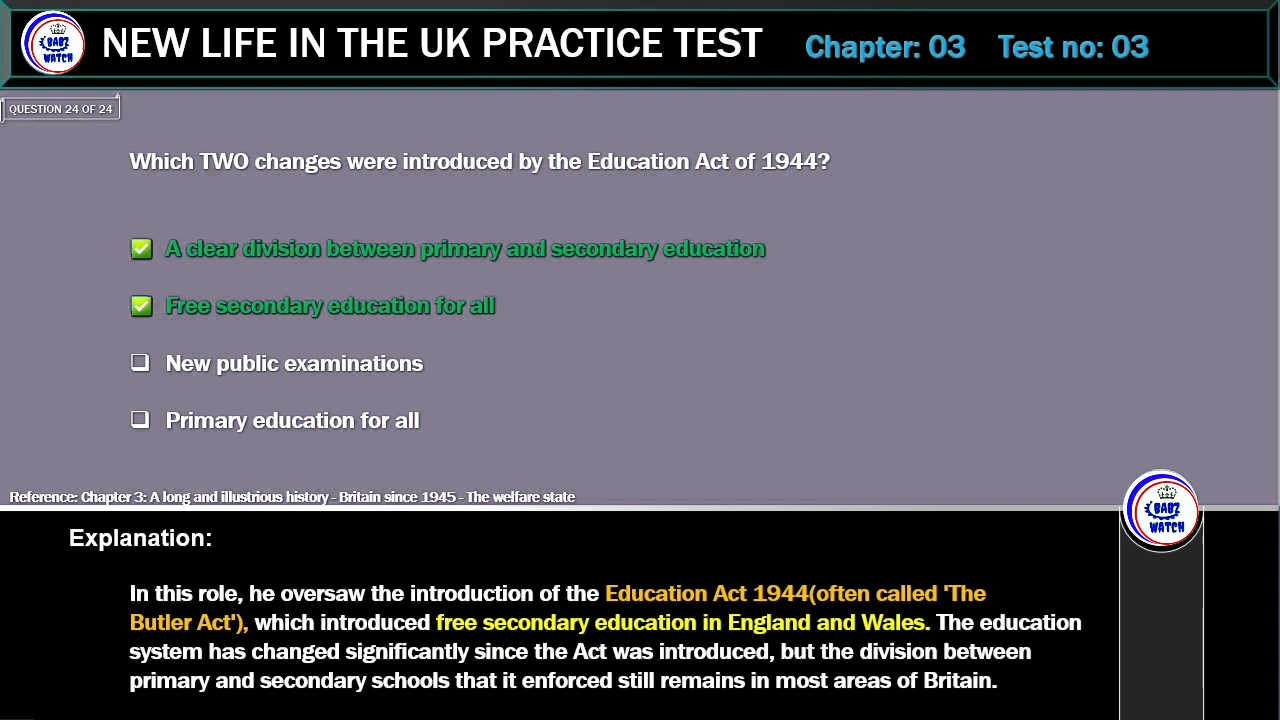 BABZ
WATCH
NEW LIFE IN THE UK PRACTICE TEST Chapter: 03 Test no: 03
QUESTION 24 OF 24
Which TWO changes were introduced by the Education Act of 1944?
A clear division between primary and secondary education
Free secondary education for all
New public examinations
Primary education for all
Reference: Chapter 3: A long and illustrious history - Britain since 1945 - The welfare state
BABZ
WATCH
Explanation:
In this role, he oversaw the introduction of the Education Act 1944(often called 'The
Butler Act'), which introduced free secondary education in England and Wales. The education
system has changed significantly since the Act was introduced, but the division between
primary and secondary schools that it enforced still remains in most areas of Britain.